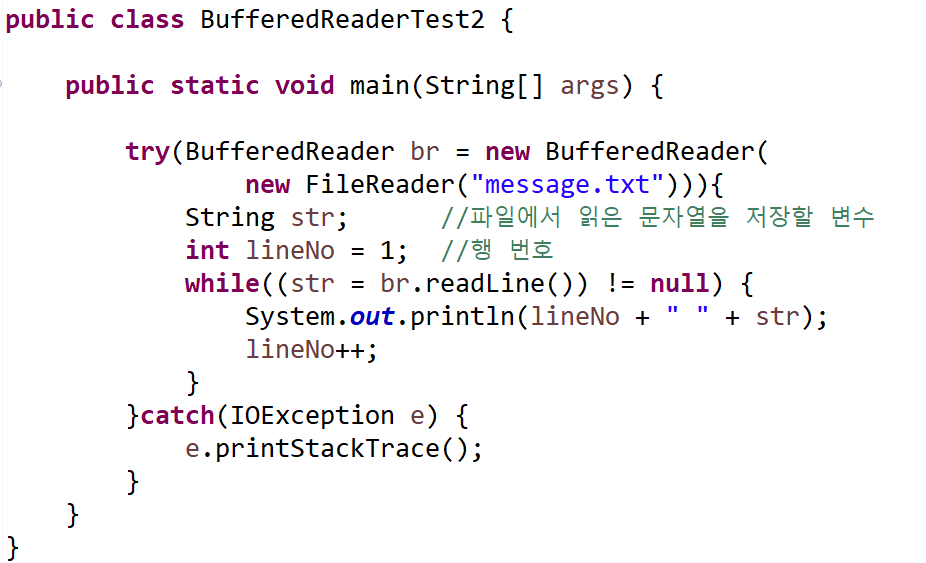 public class BufferedReaderTest2 {
public static void main(String[] args) {
try(BufferedReader br = new BufferedReader(
new FileReader("message.txt"))){
String str; //파일에서 읽은 문자열을 저장할 변수
int lineNo = 1; //행 번호
while((str = br.readLine()) != null) {
System.out.println(lineNo + " " + str);
lineNo++;
}
}catch(IOException e) {
e.printStackTrace();
}
}
}